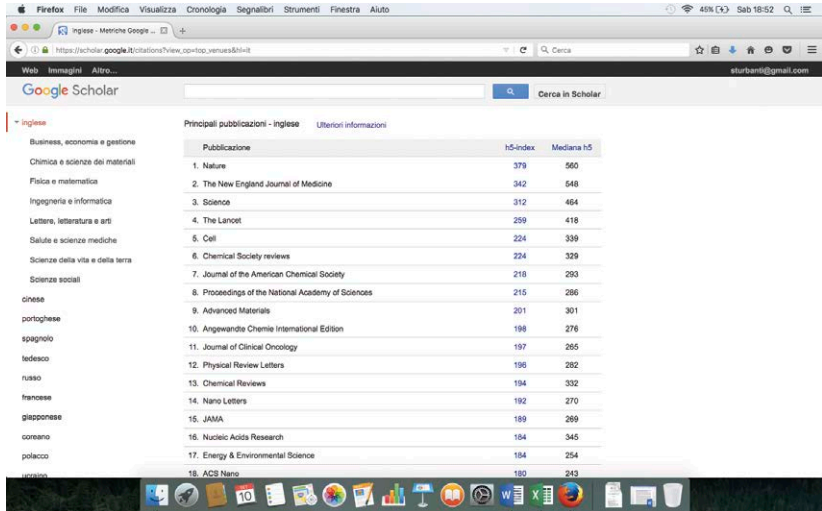 Firefox File Modifica Visualizza Cronologia Segnalibri Strumenti Finestra Aiuto 45% Sab 18:52
inglese - Metriche Google ...
https://scholar.google.it/citations?view_op=top_venues&hl=it Cerca
Web Immagini Altro... sturbanti@gmail.com
Google Scholar Cerca in Scholar
inglese
Business, economia e gestione
Chimica e scienze dei materiali
Fisica e matematica
Ingegneria e informatica
Lettere, letteratura e arti
Salute e scienze mediche
Scienze della vita e della terra
Scienze sociali
cinese
portoghese
spagnolo
tedesco
russo
francese
giapponese
coreano
polacco
ucraino
Principali pubblicazioni - inglese Ulteriori informazioni
Pubblicazione h5-index Mediana h5
1. Nature 379 560
2. The New England Journal of Medicine 342 548
3. Science 312 464
4. The Lancet 259 418
5. Cell 224 339
6. Chemical Society reviews 224 329
7. Journal of the American Chemical Society 218 293
8. Proceedings of the National Academy of Sciences 215 286
9. Advanced Materials 201 301
10. Angewandte Chemie International Edition 198 276
11. Journal of Clinical Oncology 197 265
12. Physical Review Letters 196 282
13. Chemical Reviews 194 332
14. Nano Letters 192 270
15. JAMA 189 269
16. Nucleic Acids Research 184 345
17. Energy & Environmental Science 184 254
18. ACS Nano 180 243
10